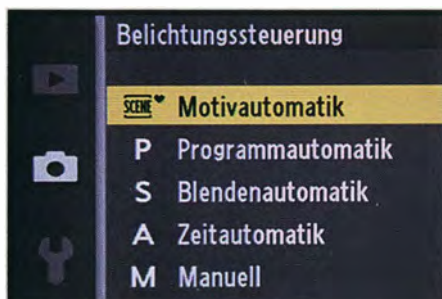 Belichtungssteuerung
SCENE Motivautomatik
P Programmautomatik
S Blendenautomatik
A Zeitautomatik
M Manuell